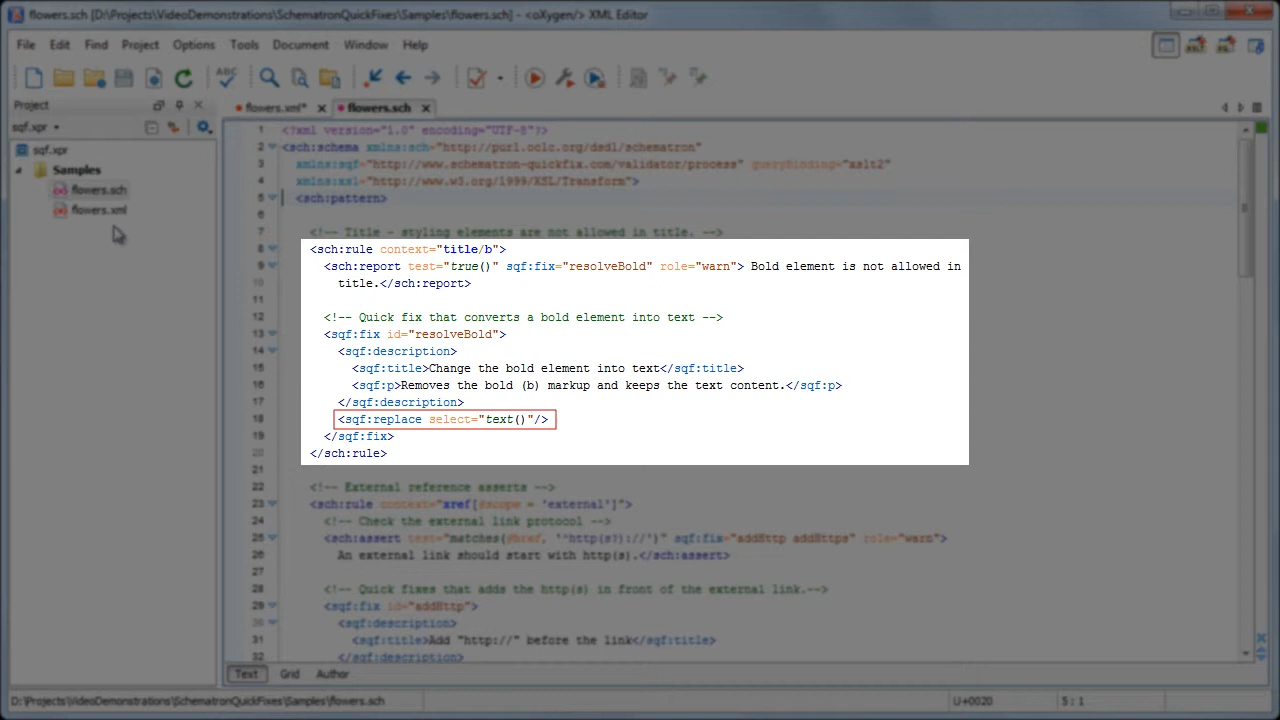 flowers.sch [D:\Projects\VideoDemonstrations\SchematronQuickFixes\Samples\flowers.sch] - <oXygen/> XML Editor
File Edit Find Project Options Tools Document Window Help
Project
flowers.xml* flowers.sch
sqf.xpr
sqf.xpr
Samples
flowers.sch
flowers.xml
1 <?xml version="1.0" encoding="UTF-8"?>
2 <sch:schema xmlns:sch="http://purl.oclc.org/dsdl/schematron"
3 xmlns:sqf="http://www.schematron-quickfix.com/validator/process" queryBinding="xslt2"
4 xmlns:xsl="http://www.w3.org/1999/XSL/Transform">
5 <sch:pattern>
6
7 <!-- Title - styling elements are not allowed in title. -->
8 <sch:rule context="title/b">
9 <sch:report test="true()" sqf:fix="resolveBold" role="warn"> Bold element is not allowed in
10 title.</sch:report>
11
12 <!-- Quick fix that converts a bold element into text -->
13 <sqf:fix id="resolveBold">
14 <sqf:description>
15 <sqf:title>Change the bold element into text</sqf:title>
16 <sqf:p>Removes the bold (b) markup and keeps the text content.</sqf:p>
17 </sqf:description>
18 <sqf:replace select="text()"/>
19 </sqf:fix>
20 </sch:rule>
21
22 <!-- External reference asserts -->
23 <sch:rule context="xref[@scope = 'external']">
24 <!-- Check the external link protocol -->
25 <sch:assert test="matches(@href, '^http(s?)://')" sqf:fix="addHttp addHttps" role="warn">
26 An external link should start with http(s).</sch:assert>
27
28 <!-- Quick fixes that adds the http(s) in front of the external link.-->
29 <sqf:fix id="addHttp">
30 <sqf:description>
31 <sqf:title>Add "http://" before the link</sqf:title>
32 </sqf:description>
Text Grid Author
D:\Projects\VideoDemonstrations\SchematronQuickFixes\Samples\flowers.sch U+0020 5 : 1